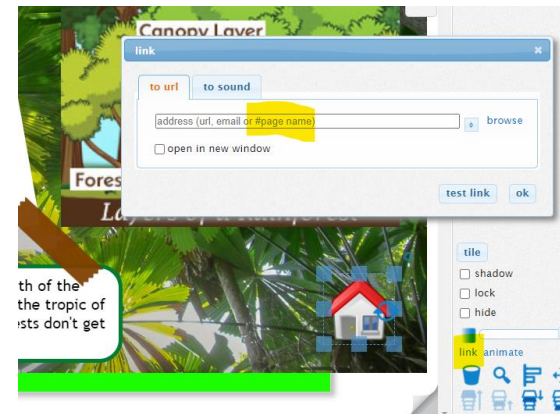 Canopy Layer
link
to url to sound
address (url, email or #page name)
browse
open in new window
test link ok
Fores
Layers of a Rainforest
th of the
the tropic of
ests don't get
tile
shadow
lock
hide
link animate